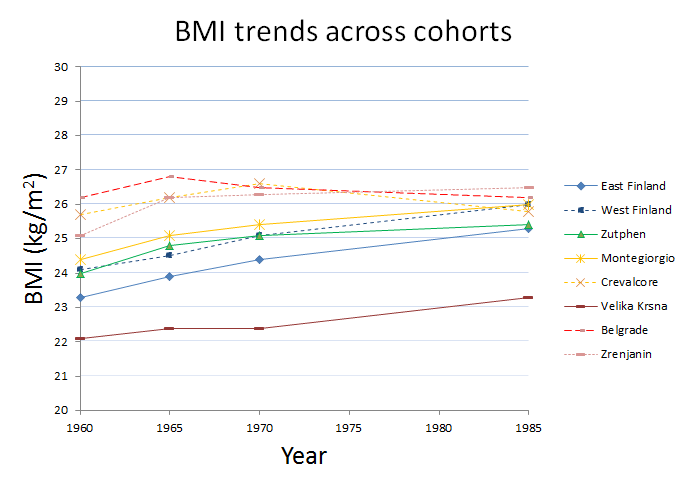 BMI trends across cohorts
BMI (kg/m²)
30
29
28
27
26
25
24
23
22
21
20
1960 1965 1970 1975 1980 1985
Year
East Finland
West Finland
Zutphen
Montegiorgio
Crevalcore
Velika Krsna
Belgrade
Zrenjanin